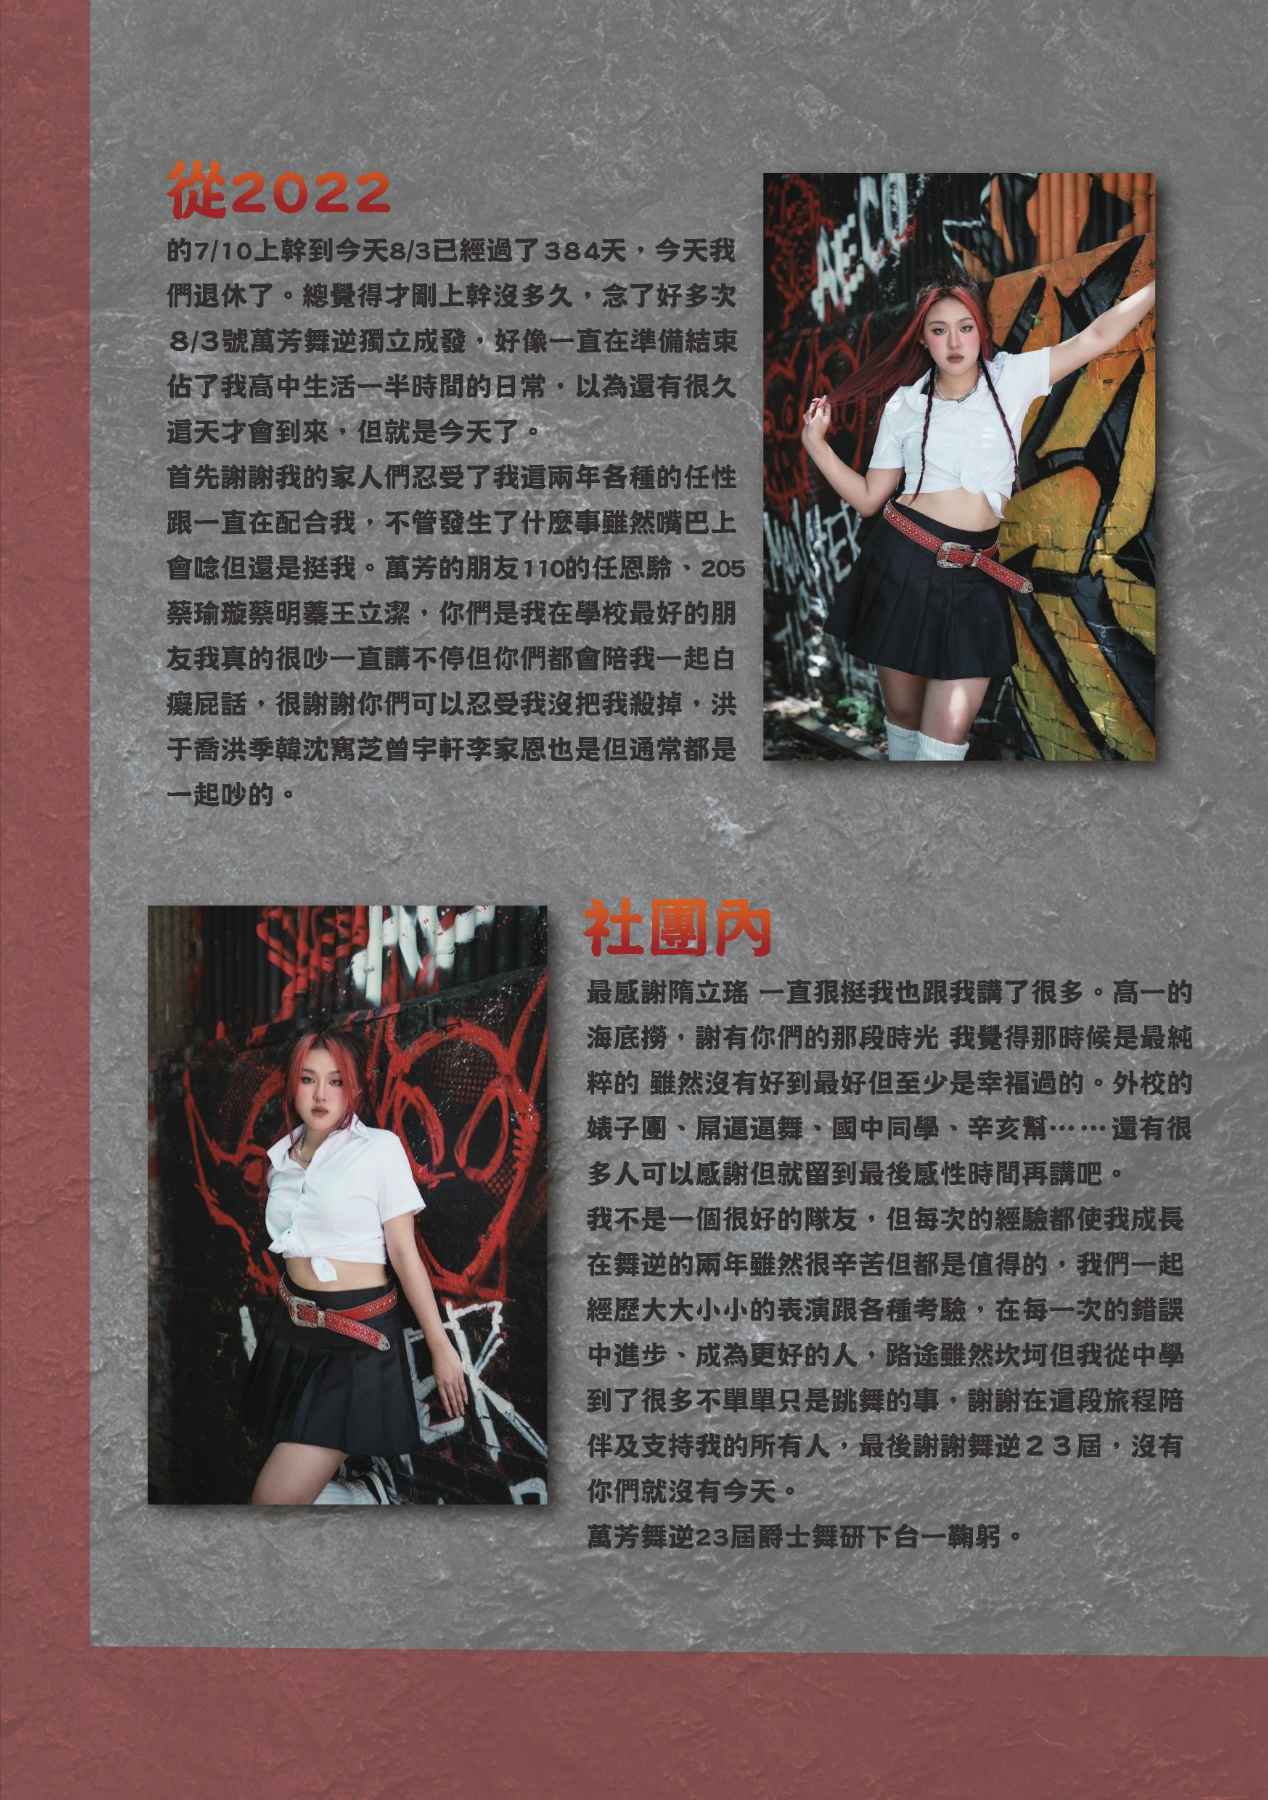 從2022
的7/10上幹到今天8/3已經過了384天，今天我
們退休了。總覺得才剛上幹沒多久，念了好多次
8/3號萬芳舞逆獨立成發，好像一直在準備結束
佔了我高中生活一半時間的日常，以為還有很久
這天才會到來，但就是今天了。
首先謝謝我的家人們忍受了我這兩年各種的任性
跟一直在配合我，不管發生了什麼事雖然嘴巴上
會唸但還是挺我。萬芳的朋友110的任恩駖、205
蔡瑜璇蔡明蓁王立潔，你們是我在學校最好的朋
友我真的很吵一直講不停但你們都會陪我一起白
癡屁話，很謝謝你們可以忍受我沒把我殺掉，洪
于喬洪季韓沈寯芝曾宇軒李家恩也是但通常都是
一起吵的。
社團內
最感謝隋立瑤 一直狠挺我也跟我講了很多。高一的
海底撈，謝有你們的那段時光 我覺得那時候是最純
粹的 雖然沒有好到最好但至少是幸福過的。外校的
婊子團、屌逼逼舞、國中同學、辛亥幫……還有很
多人可以感謝但就留到最後感性時間再講吧。
我不是一個很好的隊友，但每次的經驗都使我成長
在舞逆的兩年雖然很辛苦但都是值得的，我們一起
經歷大大小小的表演跟各種考驗，在每一次的錯誤
中進步、成為更好的人，路途雖然坎坷但我從中學
到了很多不單單只是跳舞的事，謝謝在這段旅程陪
伴及支持我的所有人，最後謝謝舞逆23屆，沒有
你們就沒有今天。
萬芳舞逆23屆爵士舞研下台一鞠躬。